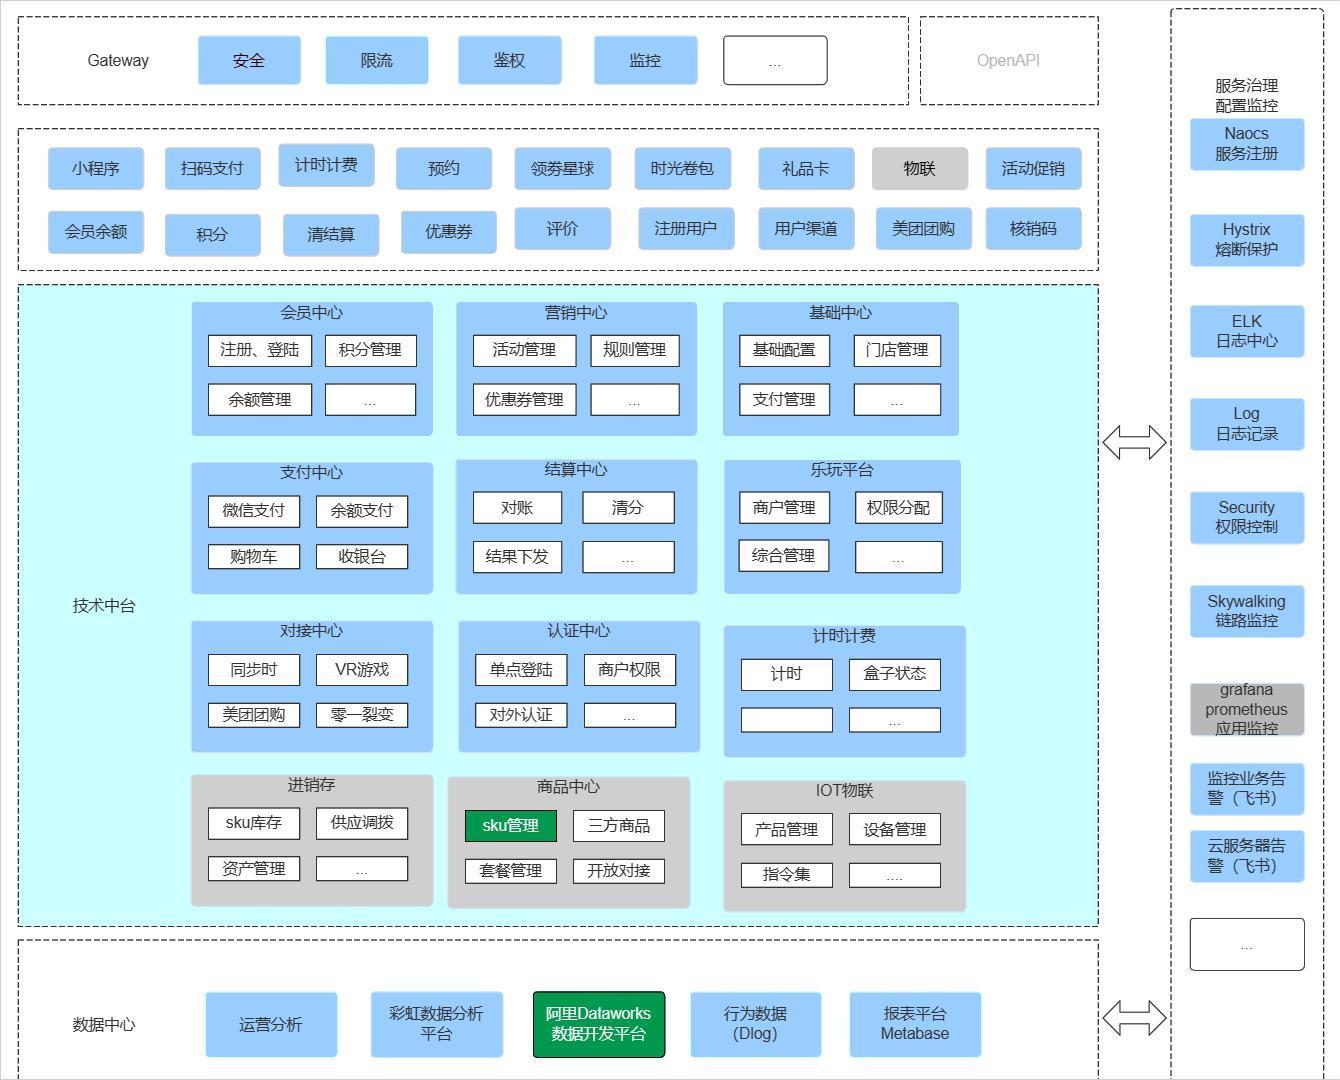 Gateway
安全
限流
鉴权
监控
...
OpenAPI
小程序
扫码支付
计时计费
预约
领劵星球
时光卷包
礼品卡
物联
活动促销
会员余额
积分
清结算
优惠券
评价
注册用户
用户渠道
美团团购
核销码
技术中台
会员中心
注册、登陆
积分管理
余额管理
...
营销中心
活动管理
规则管理
优惠券管理
...
基础中心
基础配置
门店管理
支付管理
...
支付中心
微信支付
余额支付
购物车
收银台
结算中心
对账
清分
结果下发
...
乐玩平台
商户管理
权限分配
综合管理
...
对接中心
同步时
VR游戏
美团团购
零一裂变
认证中心
单点登陆
商户权限
对外认证
...
计时计费
计时
盒子状态
...
进销存
sku库存
供应调拨
资产管理
...
商品中心
sku管理
三方商品
套餐管理
开放对接
IOT物联
产品管理
设备管理
指令集
....
数据中心
运营分析
彩虹数据分析
平台
阿里Dataworks
数据开发平台
行为数据
（Dlog）
报表平台
Metabase
服务治理
配置监控
Naocs
服务注册
Hystrix
熔断保护
ELK
日志中心
Log
日志记录
Security
权限控制
Skywalking
链路监控
grafana
prometheus
应用监控
监控业务告
警（飞书）
云服务器告
警（飞书）
...